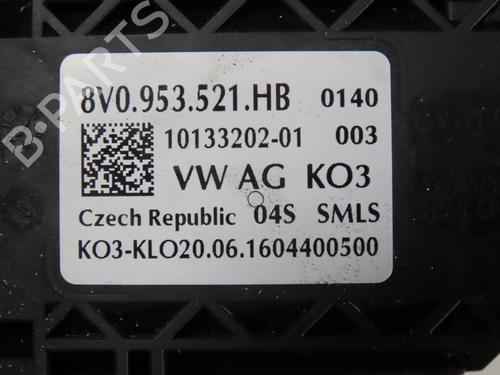 8V0.953.521.HB 0140
10133202-01 003
VW AG KO3
Czech Republic 04S SMLS
KO3-KLO20.06.1604400500